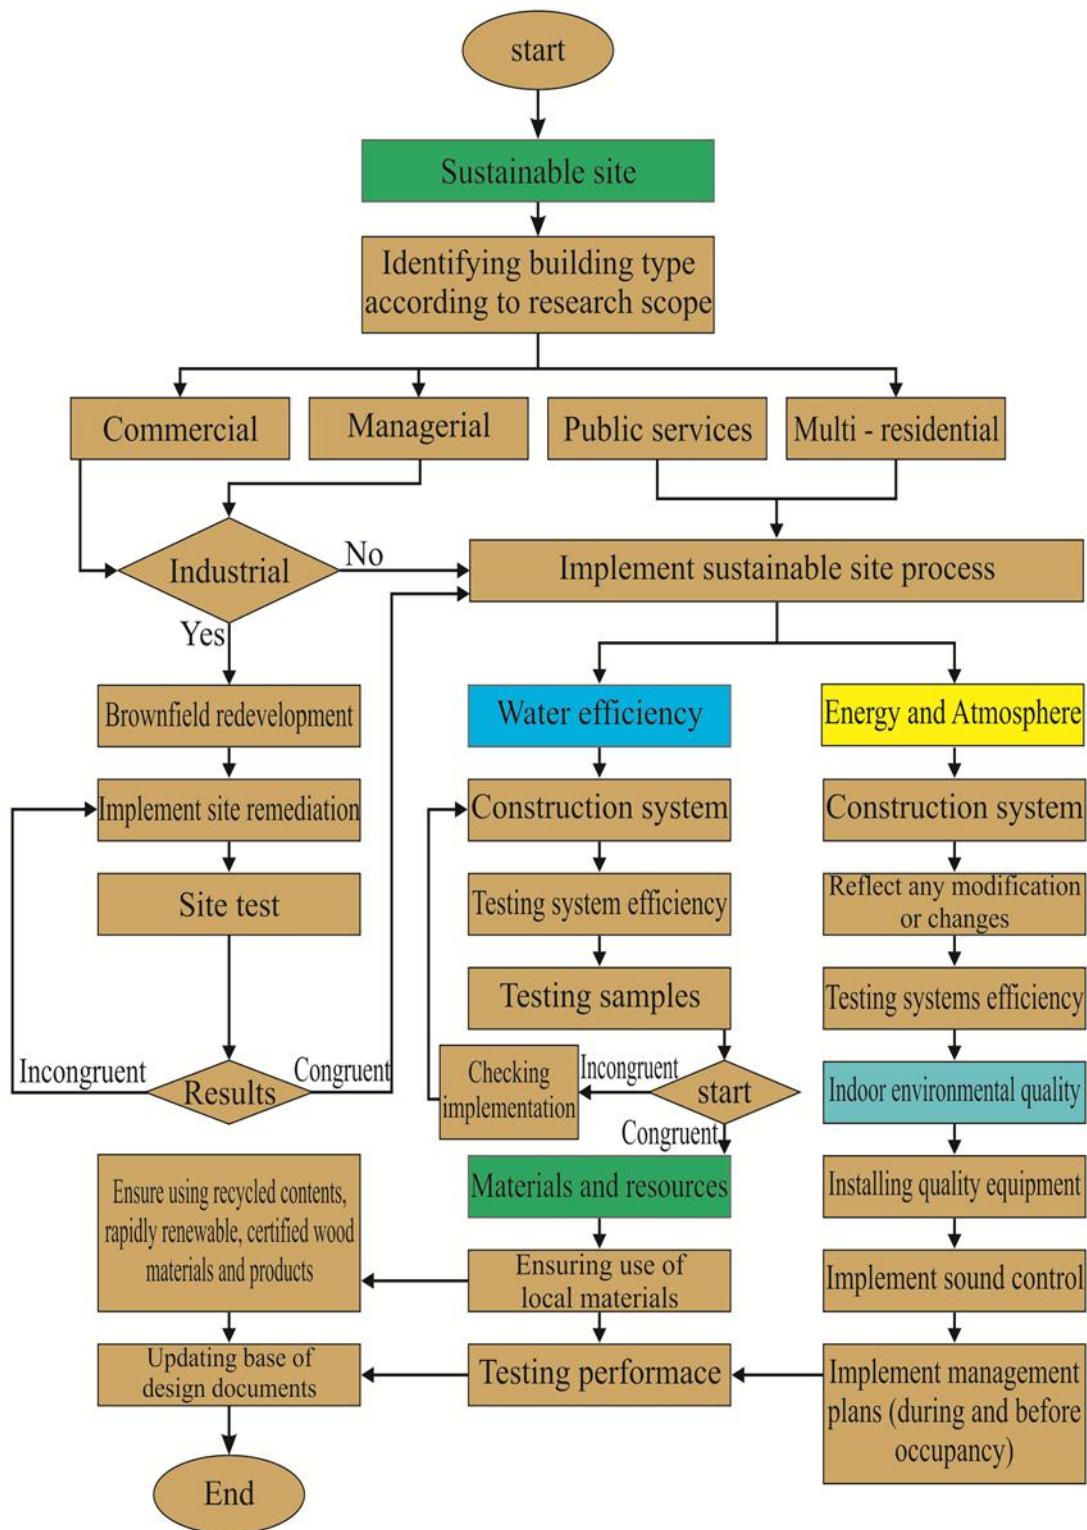 start
Sustainable site
Identifying building type
according to research scope
Commercial
Managerial
Public services
Multi - residential
Industrial
No
Implement sustainable site process
Yes
Brownfield redevelopment
Water efficiency
Energy and Atmosphere
Implement site remediation
Construction system
Construction system
Site test
Testing system efficiency
Reflect any modification
or changes
Testing samples
Testing systems efficiency
Incongruent
Results
Congruent
Checking
implementation
Incongruent
start
Congruent
Indoor environmental quality
Ensure using recycled contents,
rapidly renewable, certified wood
materials and products
Materials and resources
Installing quality equipment
Ensuring use of
local materials
Implement sound control
Updating base of
design documents
Testing performace
Implement management
plans (during and before
occupancy)
End